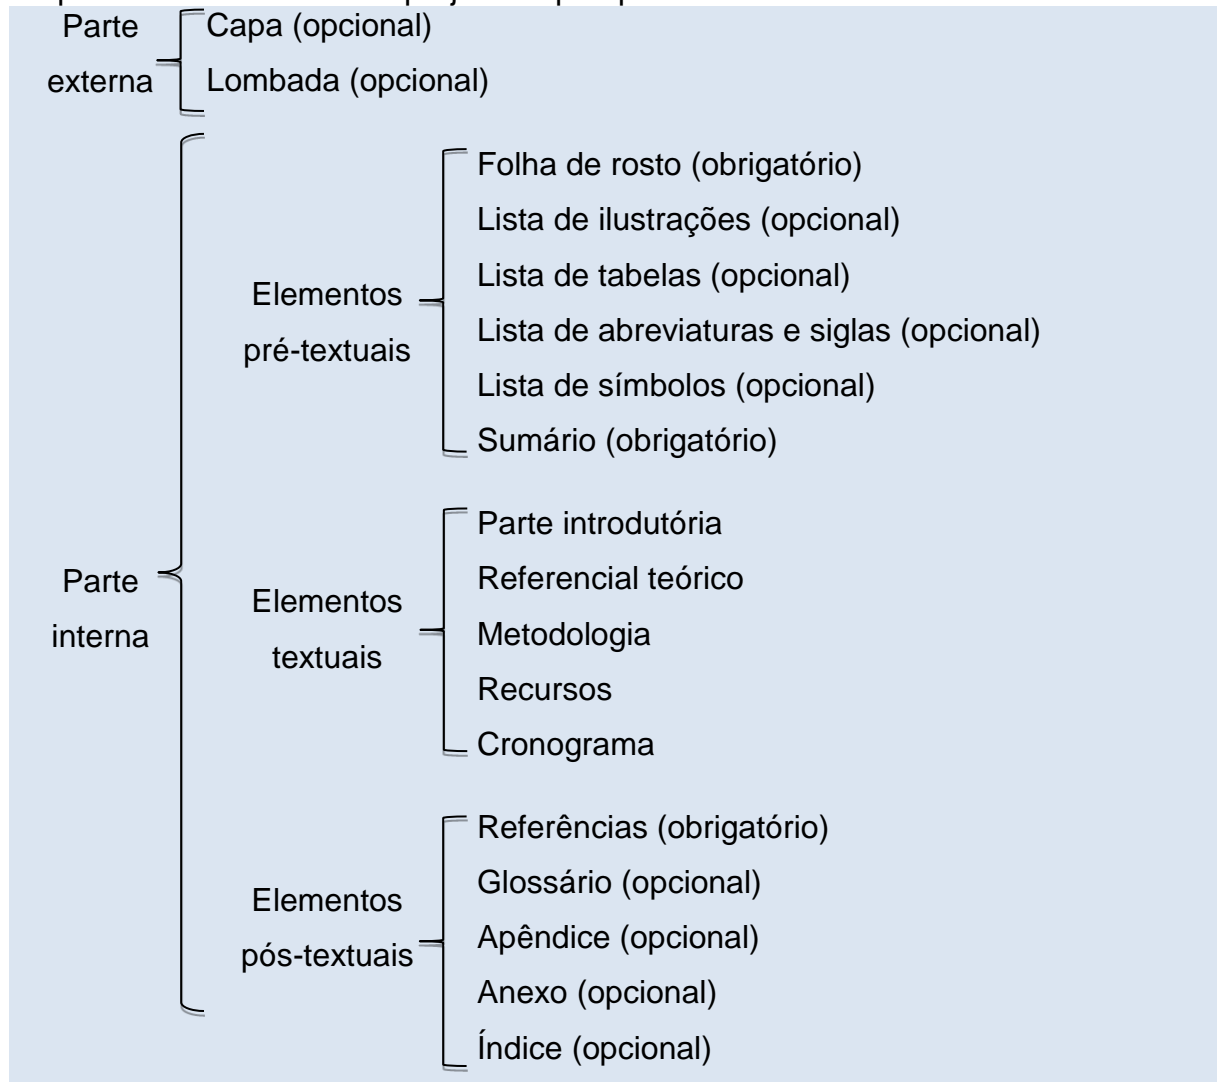 Parte
externa
Capa (opcional)
Lombada (opcional)
Parte
interna
Elementos
pré-textuais
Folha de rosto (obrigatório)
Lista de ilustrações (opcional)
Lista de tabelas (opcional)
Lista de abreviaturas e siglas (opcional)
Lista de símbolos (opcional)
Sumário (obrigatório)
Elementos
textuais
Parte introdutória
Referencial teórico
Metodologia
Recursos
Cronograma
Elementos
pós-textuais
Referências (obrigatório)
Glossário (opcional)
Apêndice (opcional)
Anexo (opcional)
Índice (opcional)